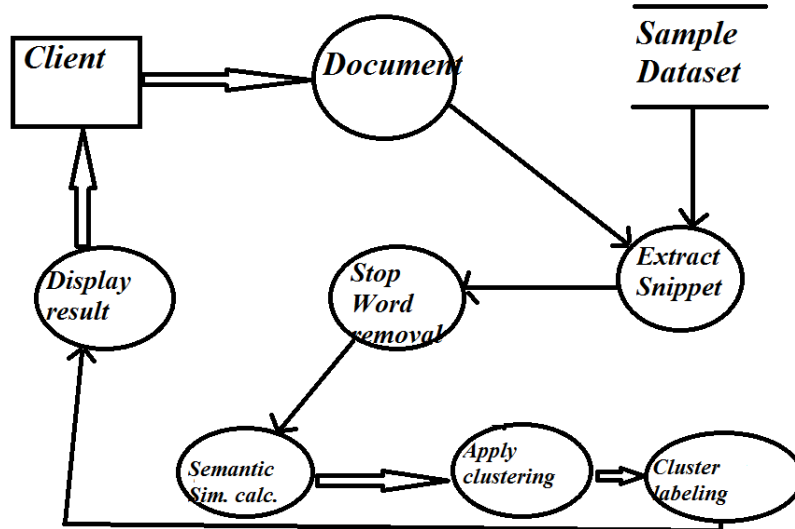 Client
Document
Sample
Dataset
Extract
Snippet
Stop
Word
removal
Display
result
Semantic
Sim. calc.
Apply
clustering
Cluster
labeling